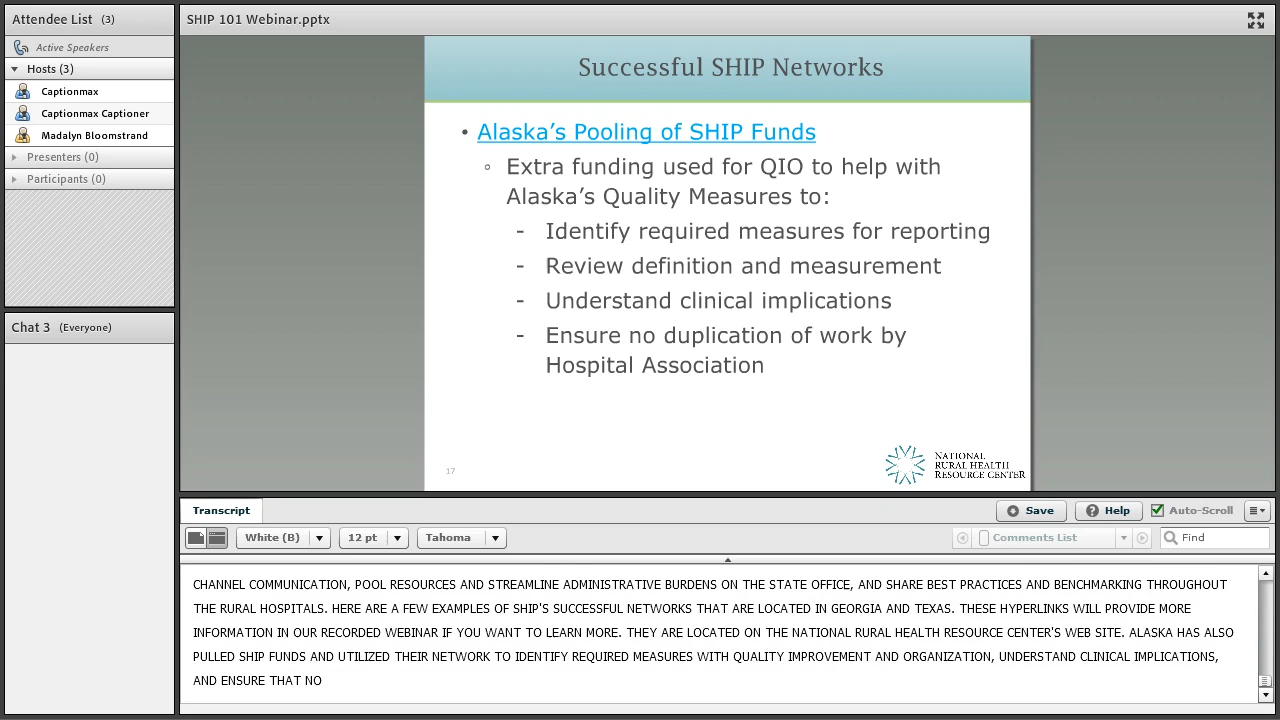 Attendee List (3)
Active Speakers
Hosts (3)
Captionmax
Captionmax Captioner
Madalyn Bloomstrand
Presenters (0)
Participants (0)
Chat 3 (Everyone)
SHIP 101 Webinar.pptx
Successful SHIP Networks
• Alaska's Pooling of SHIP Funds
◦ Extra funding used for QIO to help with
Alaska's Quality Measures to:
- Identify required measures for reporting
- Review definition and measurement
- Understand clinical implications
- Ensure no duplication of work by
Hospital Association
17
NATIONAL
RURAL HEALTH
RESOURCE CENTER
Transcript
Save
Help
Auto-Scroll
White (B)
12 pt
Tahoma
Comments List
Find
CHANNEL COMMUNICATION, POOL RESOURCES AND STREAMLINE ADMINISTRATIVE BURDENS ON THE STATE OFFICE, AND SHARE BEST PRACTICES AND BENCHMARKING THROUGHOUT
THE RURAL HOSPITALS. HERE ARE A FEW EXAMPLES OF SHIP'S SUCCESSFUL NETWORKS THAT ARE LOCATED IN GEORGIA AND TEXAS. THESE HYPERLINKS WILL PROVIDE MORE
INFORMATION IN OUR RECORDED WEBINAR IF YOU WANT TO LEARN MORE. THEY ARE LOCATED ON THE NATIONAL RURAL HEALTH RESOURCE CENTER'S WEB SITE. ALASKA HAS ALSO
PULLED SHIP FUNDS AND UTILIZED THEIR NETWORK TO IDENTIFY REQUIRED MEASURES WITH QUALITY IMPROVEMENT AND ORGANIZATION, UNDERSTAND CLINICAL IMPLICATIONS,
AND ENSURE THAT NO